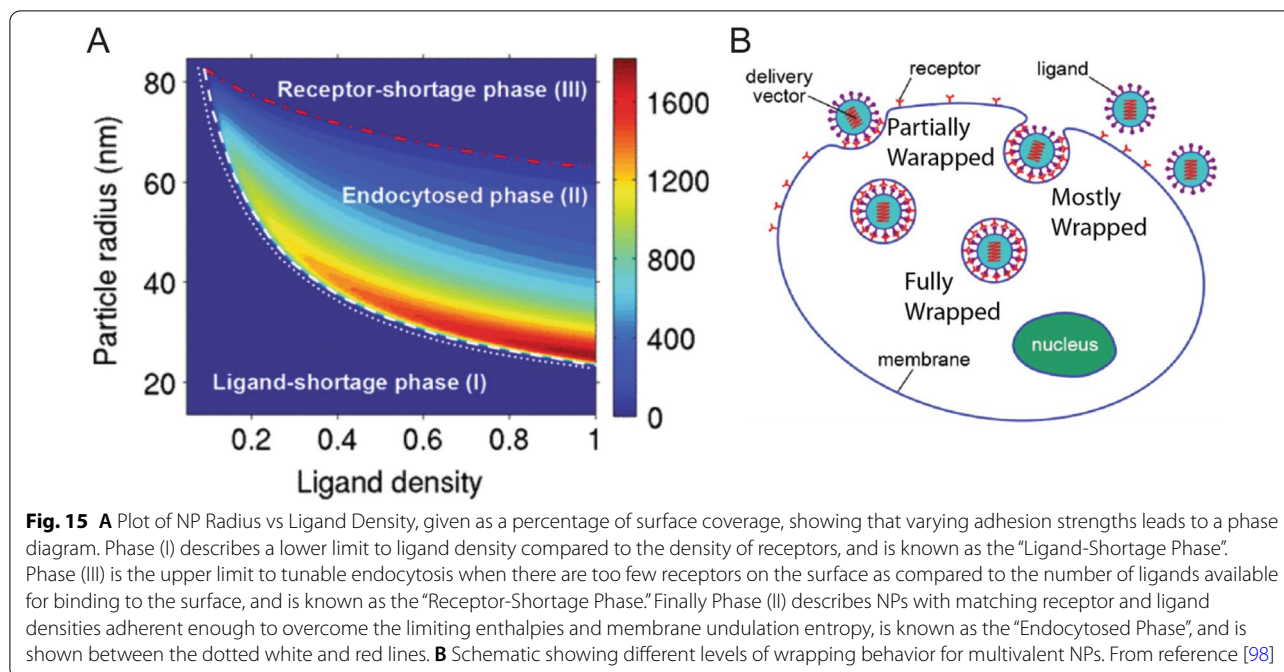 A
Particle radius (nm)
80
60
40
20
Receptor-shortage phase (III)
Endocytosed phase (II)
Ligand-shortage phase (I)
0.2 0.4 0.6 0.8 1
Ligand density
1600
1200
800
400
0
B
delivery
vector
receptor
ligand
Partially
Warapped
Mostly
Wrapped
Fully
Wrapped
nucleus
membrane
Fig. 15 A Plot of NP Radius vs Ligand Density, given as a percentage of surface coverage, showing that varying adhesion strengths leads to a phase
diagram. Phase (I) describes a lower limit to ligand density compared to the density of receptors, and is known as the “Ligand-Shortage Phase”.
Phase (III) is the upper limit to tunable endocytosis when there are too few receptors on the surface as compared to the number of ligands available
for binding to the surface, and is known as the “Receptor-Shortage Phase.” Finally Phase (II) describes NPs with matching receptor and ligand
densities adherent enough to overcome the limiting enthalpies and membrane undulation entropy, is known as the “Endocytosed Phase”, and is
shown between the dotted white and red lines. B Schematic showing different levels of wrapping behavior for multivalent NPs. From reference [98]